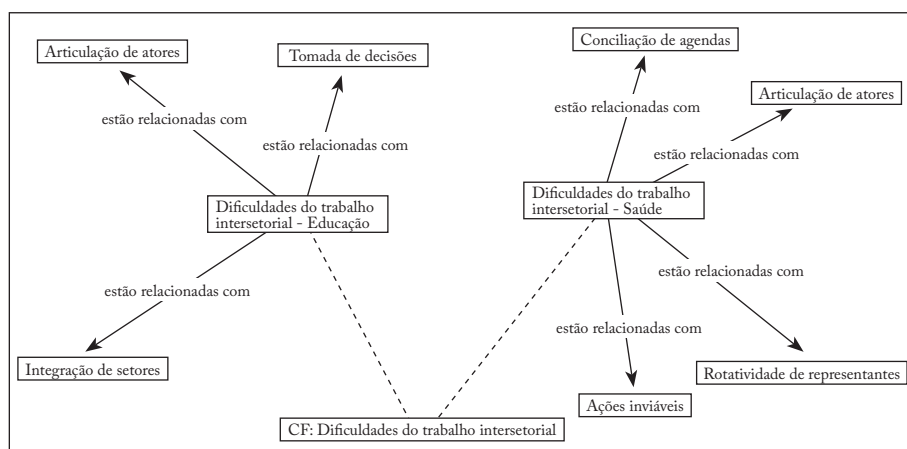 Conciliação de agendas
Articulação de atores
Tomada de decisões
Articulação de atores
estão relacionadas com
estão relacionadas com
estão relacionadas com
estão relacionadas com
Dificuldades do trabalho
intersetorial - Educação
Dificuldades do trabalho
intersetorial - Saúde
estão relacionadas com
estão relacionadas com
estão relacionadas com
Integração de setores
Rotatividade de representantes
Ações inviáveis
CF: Dificuldades do trabalho intersetorial